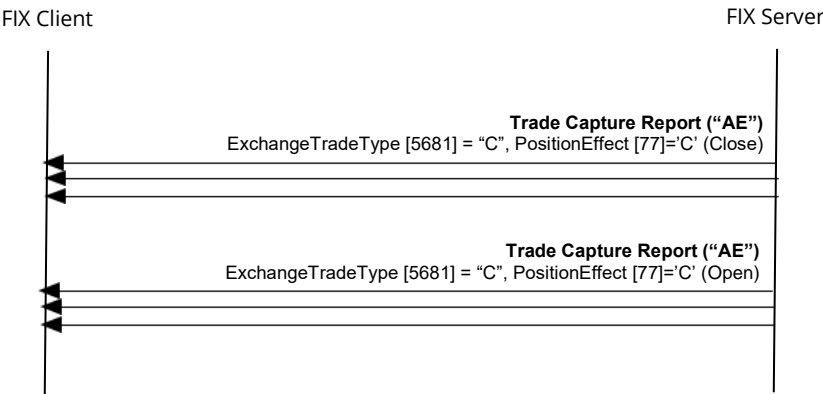 FIX Client
FIX Server
Trade Capture Report (“AE”)
ExchangeTradeType [5681] = “C”, PositionEffect [77]=’C’ (Close)
Trade Capture Report (“AE”)
ExchangeTradeType [5681] = “C”, PositionEffect [77]=’C’ (Open)